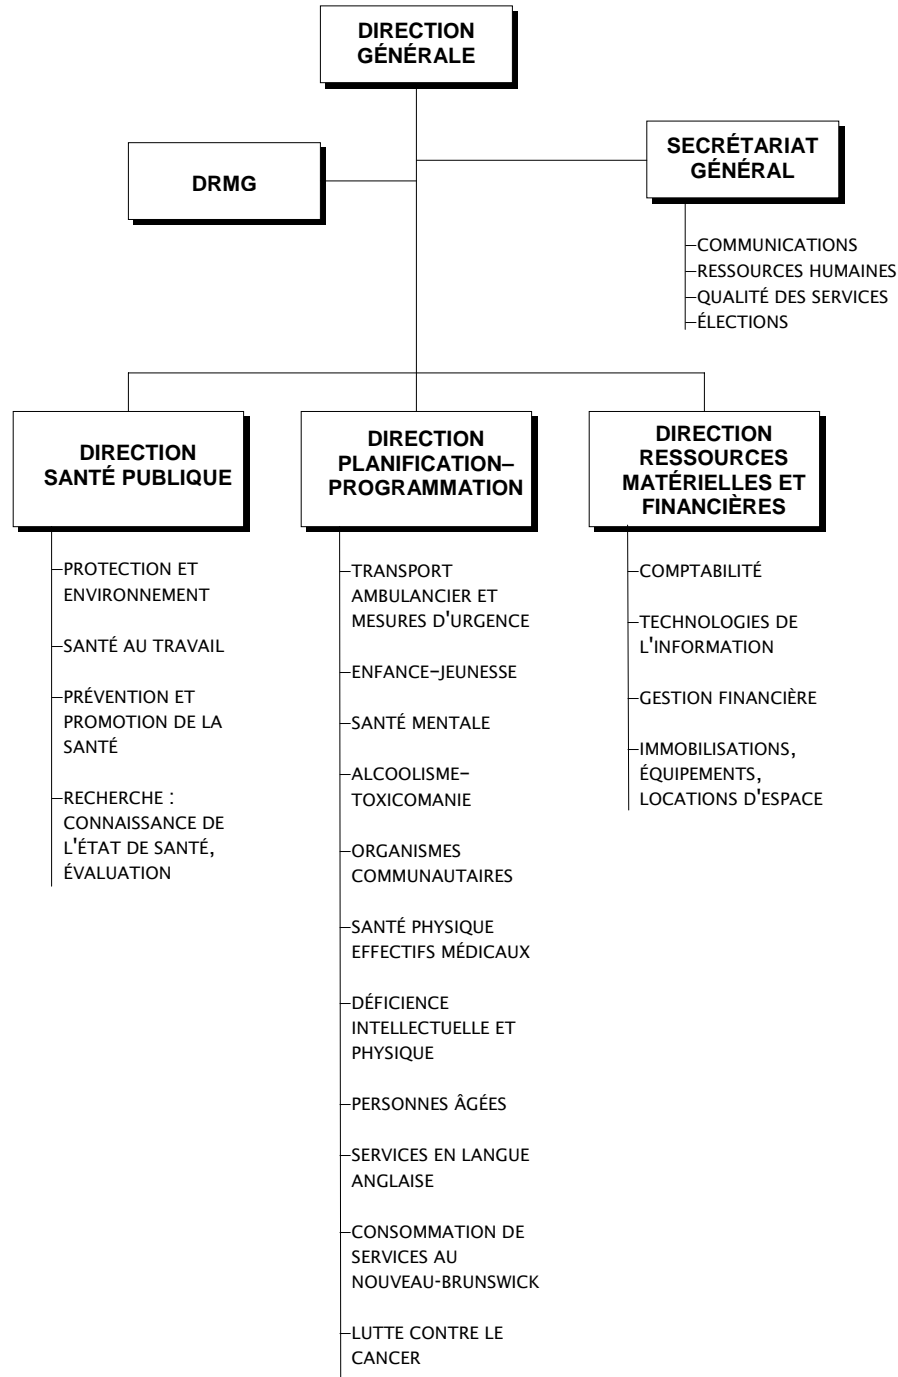 DIRECTION
GÉNÉRALE
DRMG
SECRÉTARIAT
GÉNÉRAL
COMMUNICATIONS
RESSOURCES HUMAINES
QUALITÉ DES SERVICES
ÉLECTIONS
DIRECTION
SANTÉ PUBLIQUE
PROTECTION ET
ENVIRONNEMENT
SANTÉ AU TRAVAIL
PRÉVENTION ET
PROMOTION DE LA
SANTÉ
RECHERCHE :
CONNAISSANCE DE
L'ÉTAT DE SANTÉ,
ÉVALUATION
DIRECTION
PLANIFICATION–
PROGRAMMATION
TRANSPORT
AMBULANCIER ET
MESURES D'URGENCE
ENFANCE–JEUNESSE
SANTÉ MENTALE
ALCOOLISME–
TOXICOMANIE
ORGANISMES
COMMUNAUTAIRES
SANTÉ PHYSIQUE
EFFECTIFS MÉDICAUX
DÉFICIENCE
INTELLECTUELLE ET
PHYSIQUE
PERSONNES ÂGÉES
SERVICES EN LANGUE
ANGLAISE
CONSOMMATION DE
SERVICES AU
NOUVEAU-BRUNSWICK
LUTTE CONTRE LE
CANCER
DIRECTION
RESSOURCES
MATÉRIELLES ET
FINANCIÈRES
COMPTABILITÉ
TECHNOLOGIES DE
L'INFORMATION
GESTION FINANCIÈRE
IMMOBILISATIONS,
ÉQUIPEMENTS,
LOCATIONS D'ESPACE